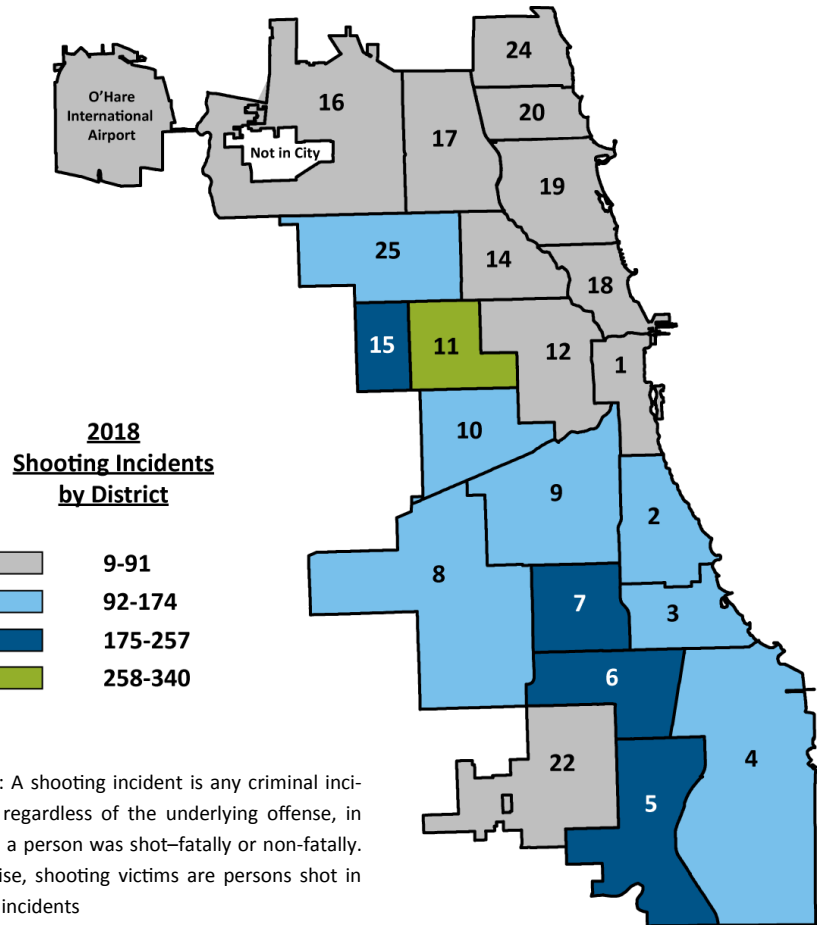 24
O'Hare
International
Airport
16
20
17
Not in City
19
25
14
18
15
11
12
1
2018
Shooting Incidents
by District
10
9
2
9-91
8
92-174
7
3
175-257
6
258-340
4
22
5
: A shooting incident is any criminal inci-
regardless of the underlying offense, in
a person was shot–fatally or non-fatally.
ise, shooting victims are persons shot in
incidents